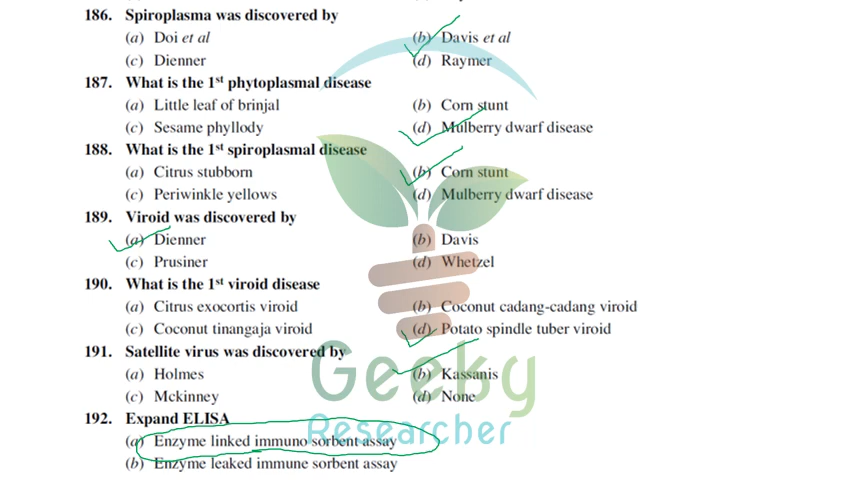 186. Spiroplasma was discovered by
(a) Doi et al (b) Davis et al
(c) Dienner (d) Raymer
187. What is the 1st phytoplasmal disease
(a) Little leaf of brinjal (b) Corn stunt
(c) Sesame phyllody (d) Mulberry dwarf disease
188. What is the 1st spiroplasmal disease
(a) Citrus stubborn (b) Corn stunt
(c) Periwinkle yellows (d) Mulberry dwarf disease
189. Viroid was discovered by
(a) Dienner (b) Davis
(c) Prusiner (d) Whetzel
190. What is the 1st viroid disease
(a) Citrus exocortis viroid (b) Coconut cadang-cadang viroid
(c) Coconut tinangaja viroid (d) Potato spindle tuber viroid
191. Satellite virus was discovered by
(a) Holmes (b) Kassanis
(c) Mckinney (d) None
Geeky
192. Expand ELISA
Researcher
(a) Enzyme linked immuno sorbent assay
(b) Enzyme leaked immune sorbent assay